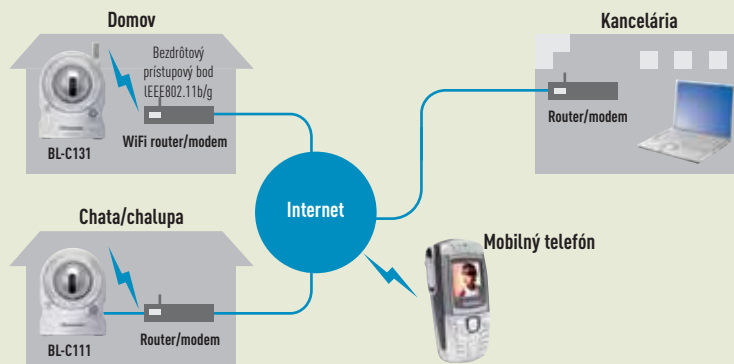 Domov
Bezdrôtový
prístupový bod
IEEE802.11b/g
BL-C131
WiFi router/modem
Kancelária
Router/modem
Internet
Chata/chalupa
BL-C111
Router/modem
Mobilný telefón